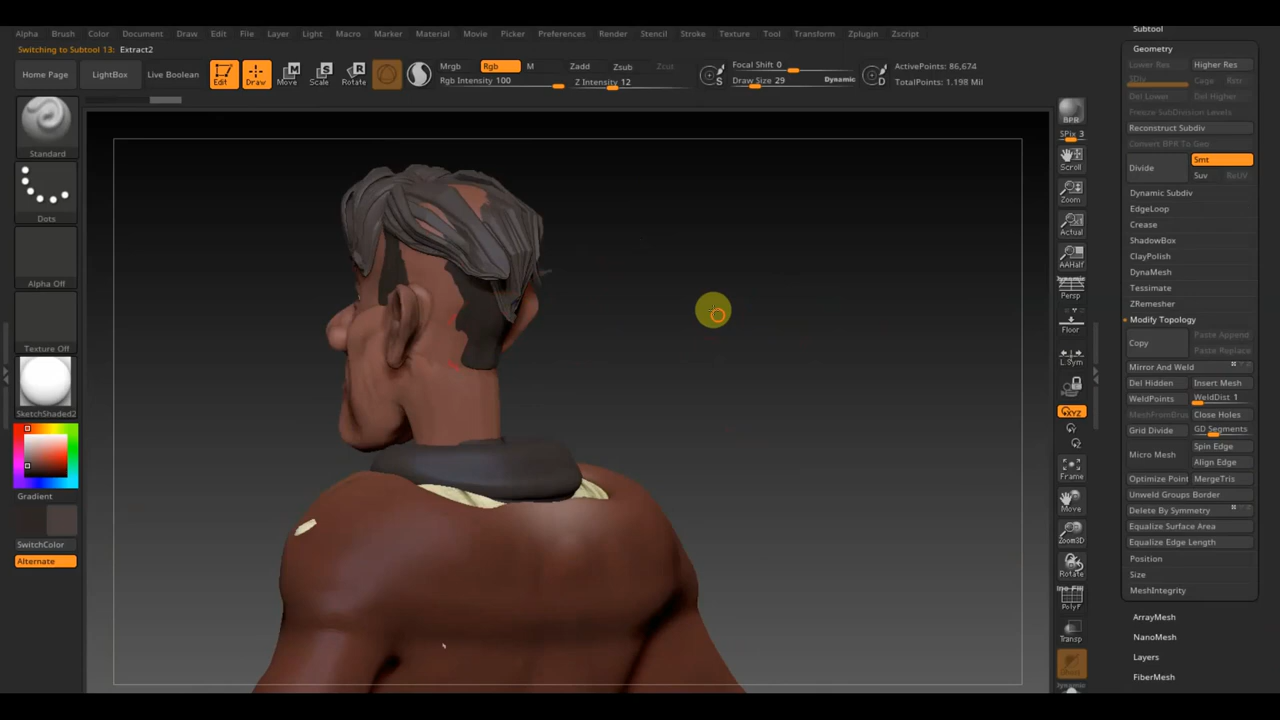 Alpha Brush Color Document Draw Edit File Layer Light Macro Marker Material Movie Picker Preferences Render Stencil Stroke Texture Tool Transform Zplugin Zscript
Switching to Subtool 13: Extract2
Home Page LightBox Live Boolean Edit Draw Move Scale Rotate
Mrgb Rgb M Zadd Zsub Zcut
Rgb Intensity 100 Z Intensity 12
Focal Shift 0
Draw Size 29 Dynamic
ActivePoints: 86,674
TotalPoints: 1.198 Mil
Standard
Dots
Alpha Off
Texture Off
SketchShaded2
Gradient
SwitchColor
Alternate
BPR
SPix 3
Scroll
Zoom
Actual
AAHalf
Dynamic
Persp
Floor
L.Sym
XYZ
Frame
Move
Zoom3D
Rotate
PolyF
Transp
Dynamic
Subtool
Geometry
Lower Res Higher Res
SDiv Cage Rstr
Del Lower Del Higher
Freeze SubDivision Levels
Reconstruct Subdiv
Convert BPR To Geo
Divide Smt
Suv ReUV
Dynamic Subdiv
EdgeLoop
Crease
ShadowBox
ClayPolish
DynaMesh
Tessimate
ZRemesher
Modify Topology
Copy Paste Append
Paste Replace
Mirror And Weld
Del Hidden Insert Mesh
WeldPoints WeldDist 1
MeshFromBrus Close Holes
Grid Divide GD Segments
Micro Mesh Spin Edge
Align Edge
Optimize Point MergeTris
Unweld Groups Border
Delete By Symmetry
Equalize Surface Area
Equalize Edge Length
Position
Size
MeshIntegrity
ArrayMesh
NanoMesh
Layers
FiberMesh